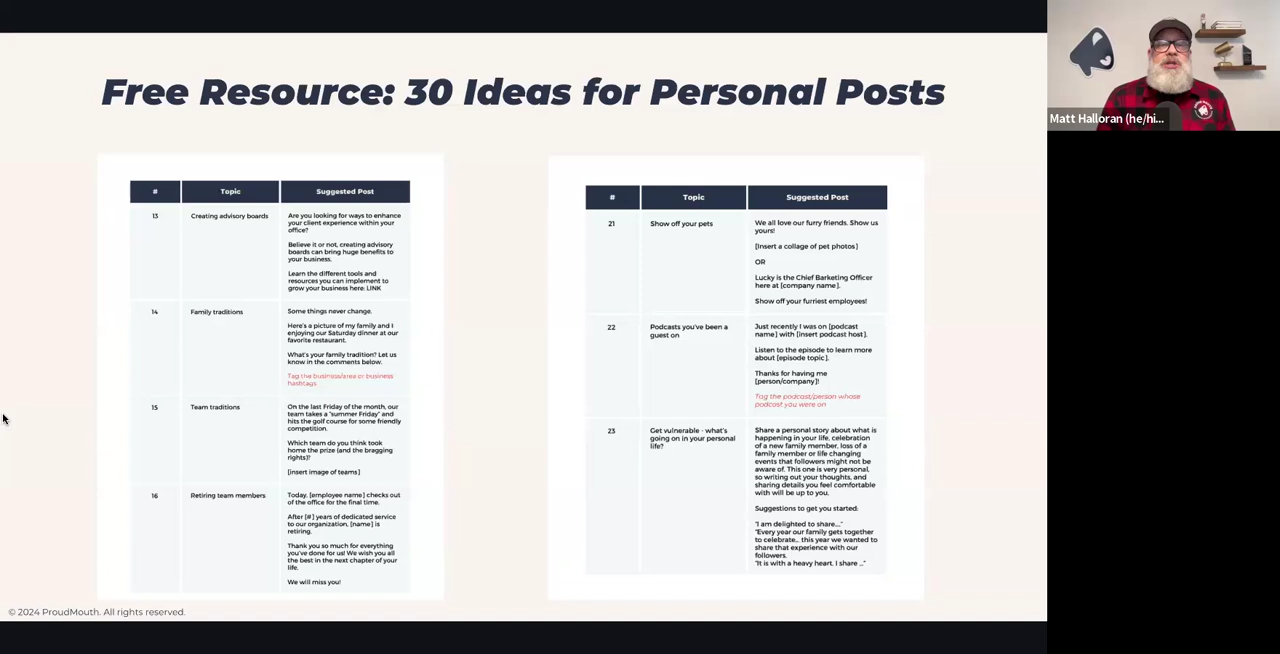 Free Resource: 30 Ideas for Personal Posts
# Topic Suggested Post
13 Creating advisory boards Are you looking for ways to enhance
your client experience within your
office?
Believe it or not, creating advisory
boards can bring huge benefits to
your business.
Learn the different tools and
resources you can implement to
grow your business here: LINK
14 Family traditions Some things never change.
Here's a picture of my family and I
enjoying our Saturday dinner at our
favorite restaurant.
What's your family tradition? Let us
know in the comments below.
Tag the business/area or business
hashtags
15 Team traditions On the last Friday of the month, our
team takes a "summer Friday" and
hits the golf course for some friendly
competition.
Which team do you think took
home the prize (and the bragging
rights)?
[insert image of teams]
16 Retiring team members Today, [employee name] checks out
of the office for the final time.
After [#] years of dedicated service
to our organization, [name] is
retiring.
Thank you so much for everything
you've done for us! We wish you all
the best in the next chapter of your
life.
We will miss you!
# Topic Suggested Post
21 Show off your pets We all love our furry friends. Show us
yours!
[Insert a collage of pet photos]
OR
Lucky is the Chief Barketing Officer
here at [company name].
Show off your furriest employees!
22 Podcasts you've been a
guest on
Just recently I was on [podcast
name] with [insert podcast host].
Listen to the episode to learn more
about [episode topic].
Thanks for having me
[person/company]!
Tag the podcast/person whose
podcast you were on
23 Get vulnerable - what's
going on in your personal
life?
Share a personal story about what is
happening in your life, celebration
of a new family member, loss of a
family member or life changing
events that followers might not be
aware of. This one is very personal,
so writing out your thoughts, and
sharing details you feel comfortable
with will be up to you.
Suggestions to get you started:
"I am delighted to share...."
"Every year our family gets together
to celebrate... this year we wanted to
share that experience with our
followers.
"It is with a heavy heart, I share ..."
© 2024 ProudMouth. All rights reserved.
Matt Halloran (he/hi...